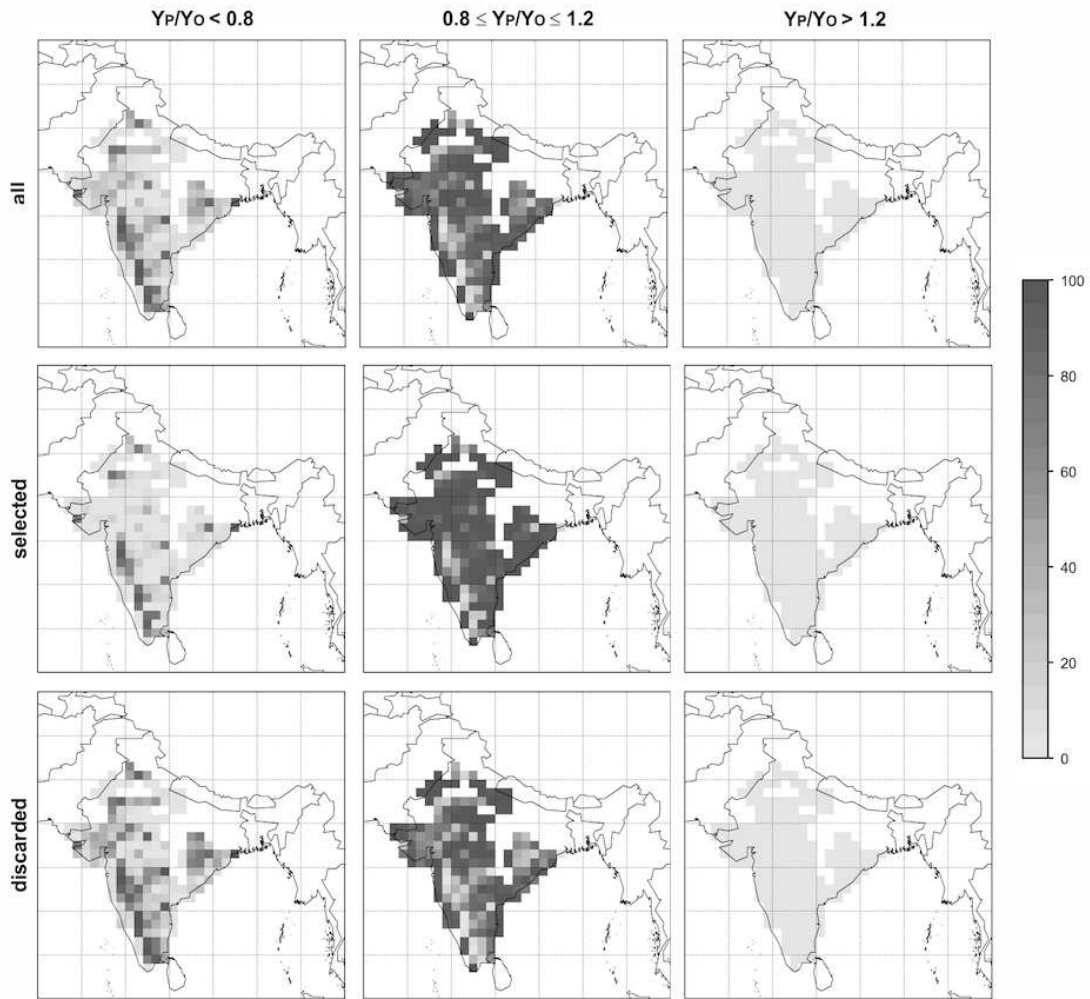 YP/YO < 0.8
0.8 ≤ YP/YO ≤ 1.2
YP/YO > 1.2
all
selected
discarded
100
80
60
40
20
0